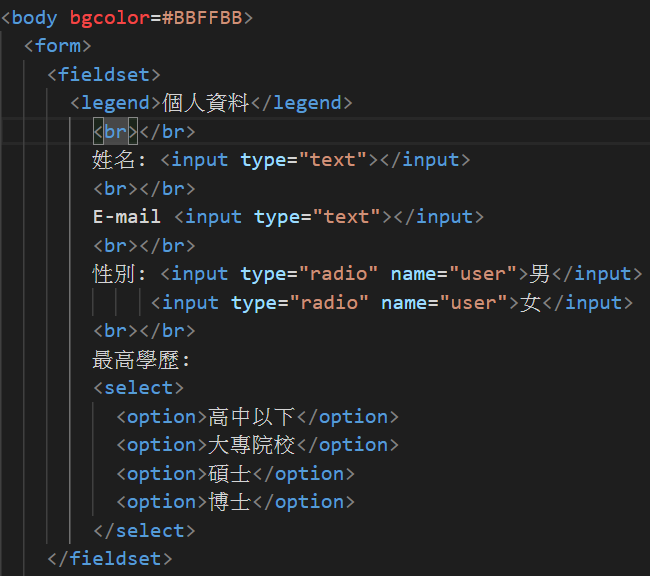 <body bgcolor=#BBFFBB>
<form>
<fieldset>
<legend>個人資料</legend>
<br></br>
姓名: <input type="text"></input>
<br></br>
E-mail <input type="text"></input>
<br></br>
性別: <input type="radio" name="user">男</input>
<input type="radio" name="user">女</input>
<br></br>
最高學歷:
<select>
<option>高中以下</option>
<option>大專院校</option>
<option>碩士</option>
<option>博士</option>
</select>
</fieldset>